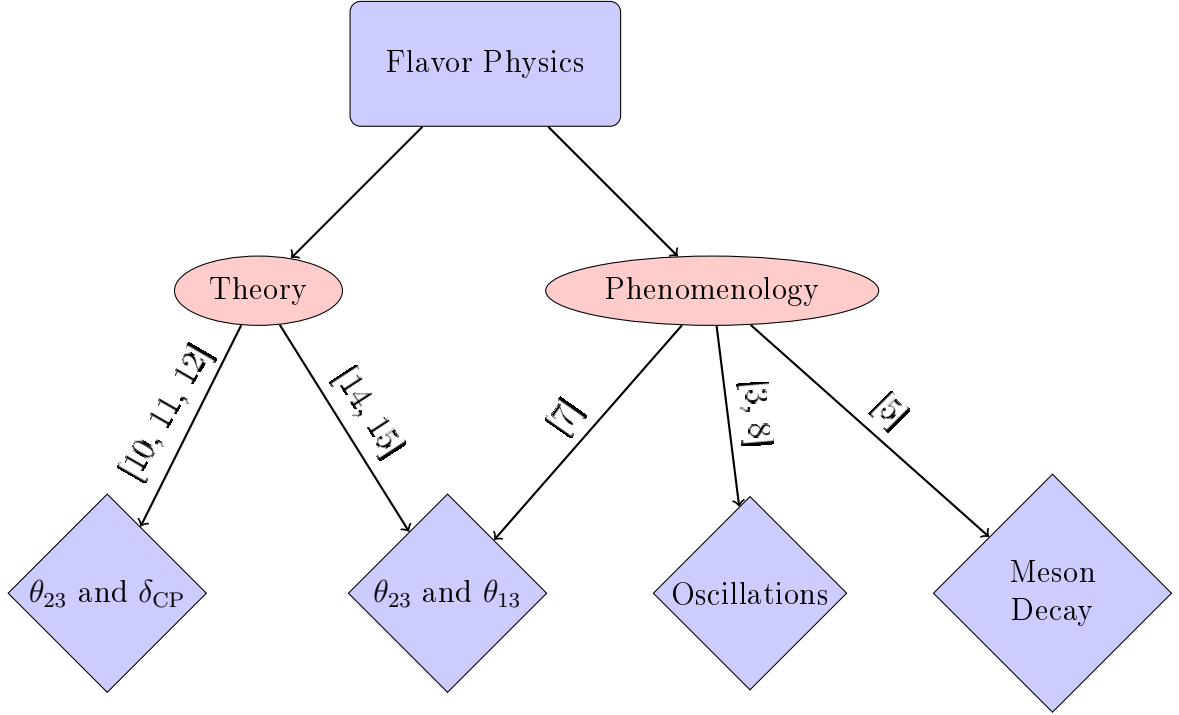 Flavor Physics
Theory
Phenomenology
[10, 11, 12]
[14, 15]
[7]
[3, 8]
[5]
θ₂₃ and δ_CP
θ₂₃ and θ₁₃
Oscillations
Meson
Decay